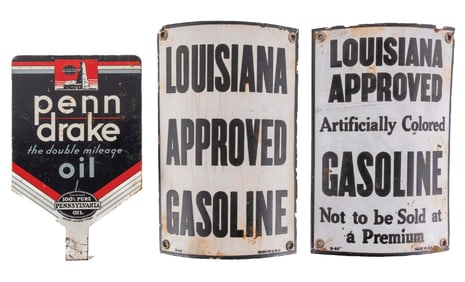 penn
drake
the double mileage
oil
100% PURE
PENNSYLVANIA
OIL
LOUISIANA
APPROVED
GASOLINE
LOUISIANA
APPROVED
Artificially Colored
GASOLINE
Not to be Sold at
a Premium